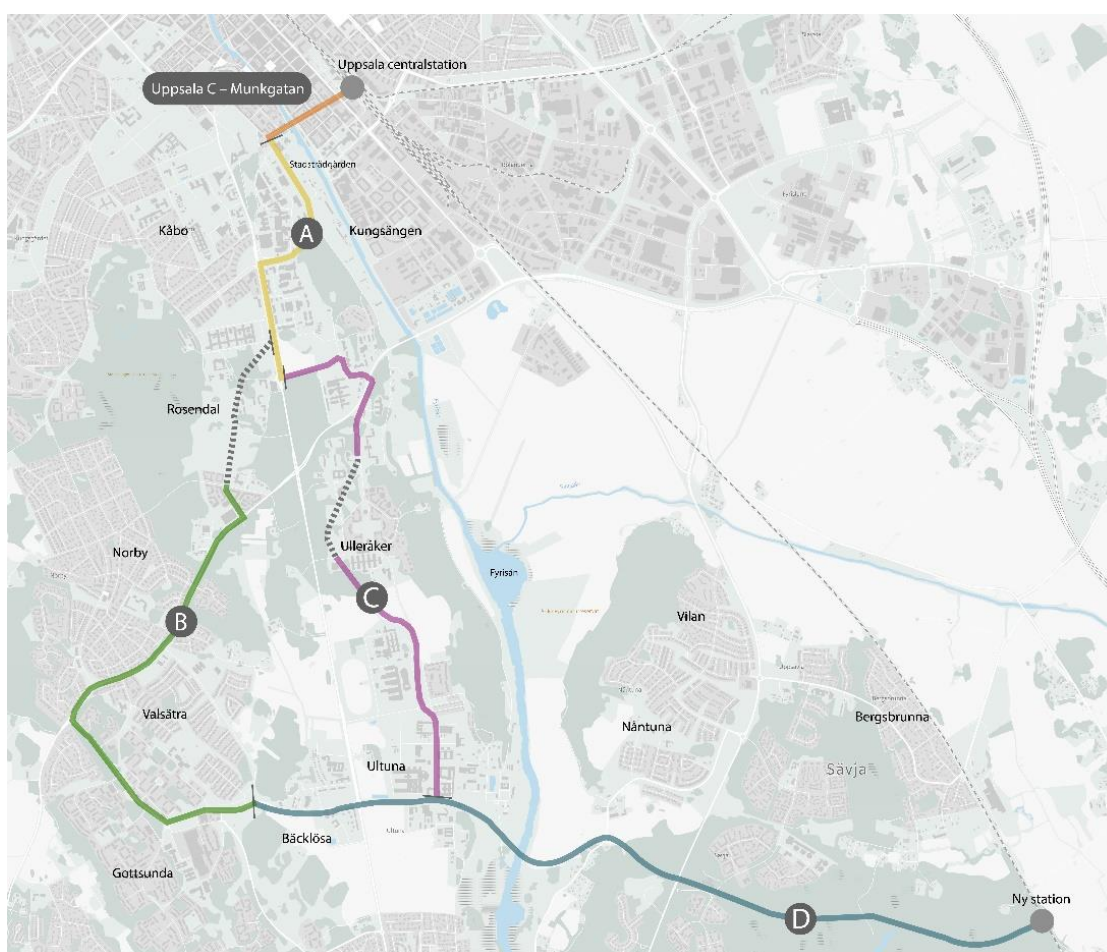 Uppsala centralstation
Uppsala C – Munkgatan
Stadsträdgården
A
Kåbo
Kungsängen
Rosendal
Ulleråker
Norby
Fyrisån
C
B
Vilan
Valsätra
Nåntuna
Bergsbrunna
Sävja
Ultuna
Bäcklösa
Gottsunda
D
Ny station